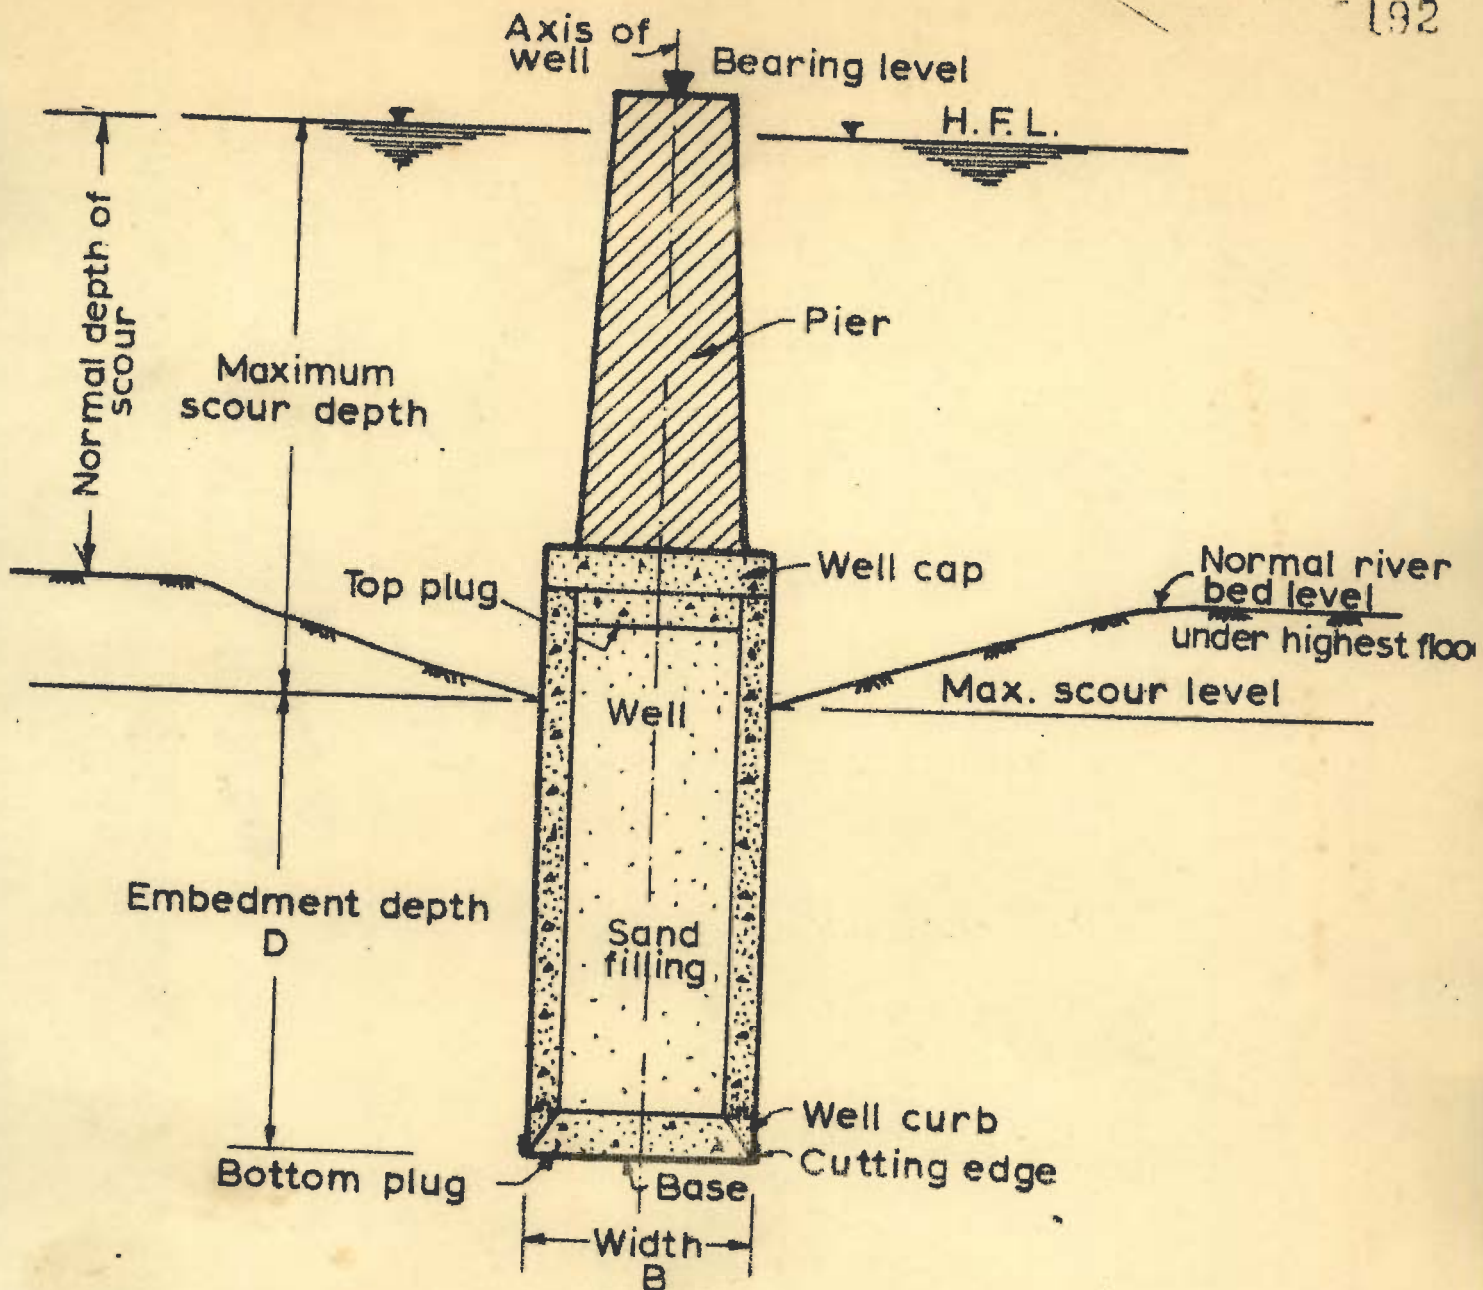 192
Axis of
well
Bearing level
H.F.L.
Normal depth of
scour
Maximum
scour depth
Pier
Top plug
Well cap
Normal river
bed level
under highest floo
Max. scour level
Well
Embedment depth
D
Sand
filling
Well curb
Cutting edge
Bottom plug
Base
Width
B